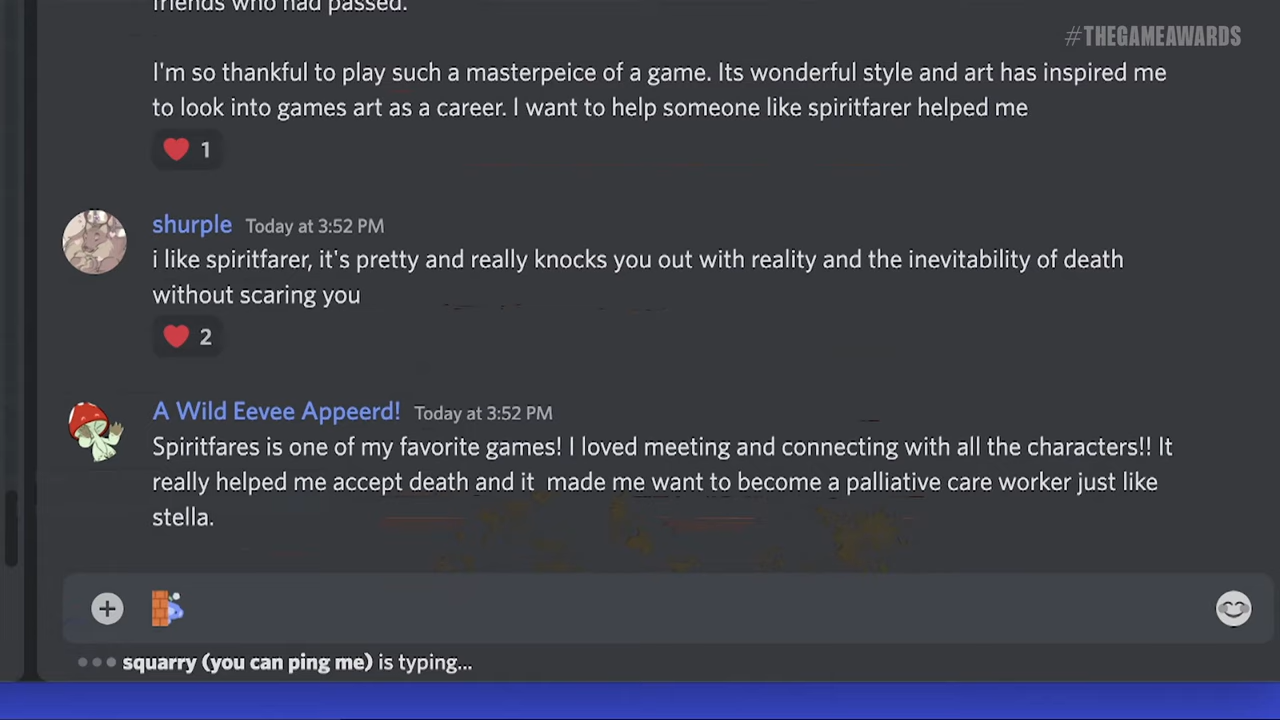 friends who had passed.
#THEGAMEAWARDS
I'm so thankful to play such a masterpeice of a game. Its wonderful style and art has inspired me
to look into games art as a career. I want to help someone like spiritfarer helped me
1
shurple Today at 3:52 PM
i like spiritfarer, it's pretty and really knocks you out with reality and the inevitability of death
without scaring you
2
A Wild Eevee Appeerd! Today at 3:52 PM
Spiritfares is one of my favorite games! I loved meeting and connecting with all the characters!! It
really helped me accept death and it  made me want to become a palliative care worker just like
stella.
squarry (you can ping me) is typing...